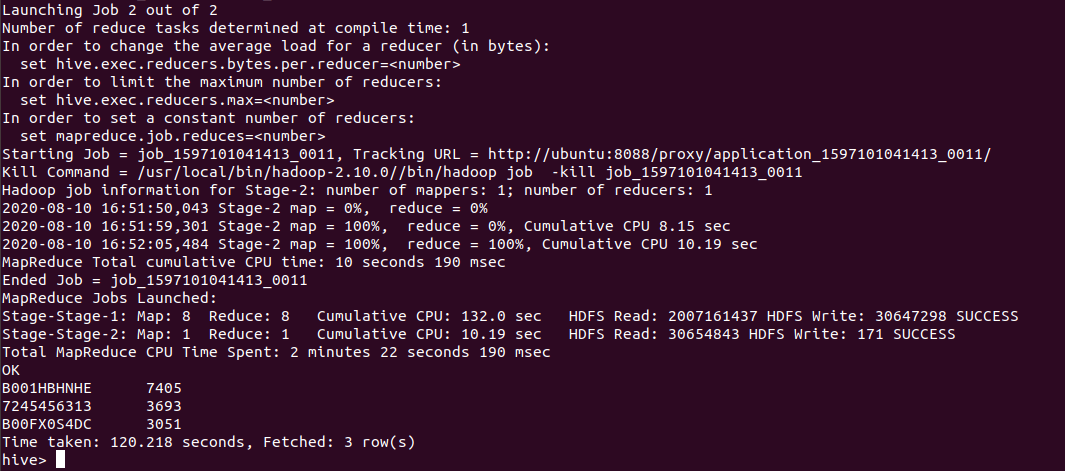 Launching Job 2 out of 2
Number of reduce tasks determined at compile time: 1
In order to change the average load for a reducer (in bytes):
  set hive.exec.reducers.bytes.per.reducer=<number>
In order to limit the maximum number of reducers:
  set hive.exec.reducers.max=<number>
In order to set a constant number of reducers:
  set mapreduce.job.reduces=<number>
Starting Job = job_1597101041413_0011, Tracking URL = http://ubuntu:8088/proxy/application_1597101041413_0011/
Kill Command = /usr/local/bin/hadoop-2.10.0//bin/hadoop job  -kill job_1597101041413_0011
Hadoop job information for Stage-2: number of mappers: 1; number of reducers: 1
2020-08-10 16:51:50,043 Stage-2 map = 0%,  reduce = 0%
2020-08-10 16:51:59,301 Stage-2 map = 100%,  reduce = 0%, Cumulative CPU 8.15 sec
2020-08-10 16:52:05,484 Stage-2 map = 100%,  reduce = 100%, Cumulative CPU 10.19 sec
MapReduce Total cumulative CPU time: 10 seconds 190 msec
Ended Job = job_1597101041413_0011
MapReduce Jobs Launched:
Stage-Stage-1: Map: 8  Reduce: 8   Cumulative CPU: 132.0 sec   HDFS Read: 2007161437 HDFS Write: 30647298 SUCCESS
Stage-Stage-2: Map: 1  Reduce: 1   Cumulative CPU: 10.19 sec   HDFS Read: 30654843 HDFS Write: 171 SUCCESS
Total MapReduce CPU Time Spent: 2 minutes 22 seconds 190 msec
OK
B001HBHNHE      7405
7245456313      3693
B00FX0S4DC      3051
Time taken: 120.218 seconds, Fetched: 3 row(s)
hive>